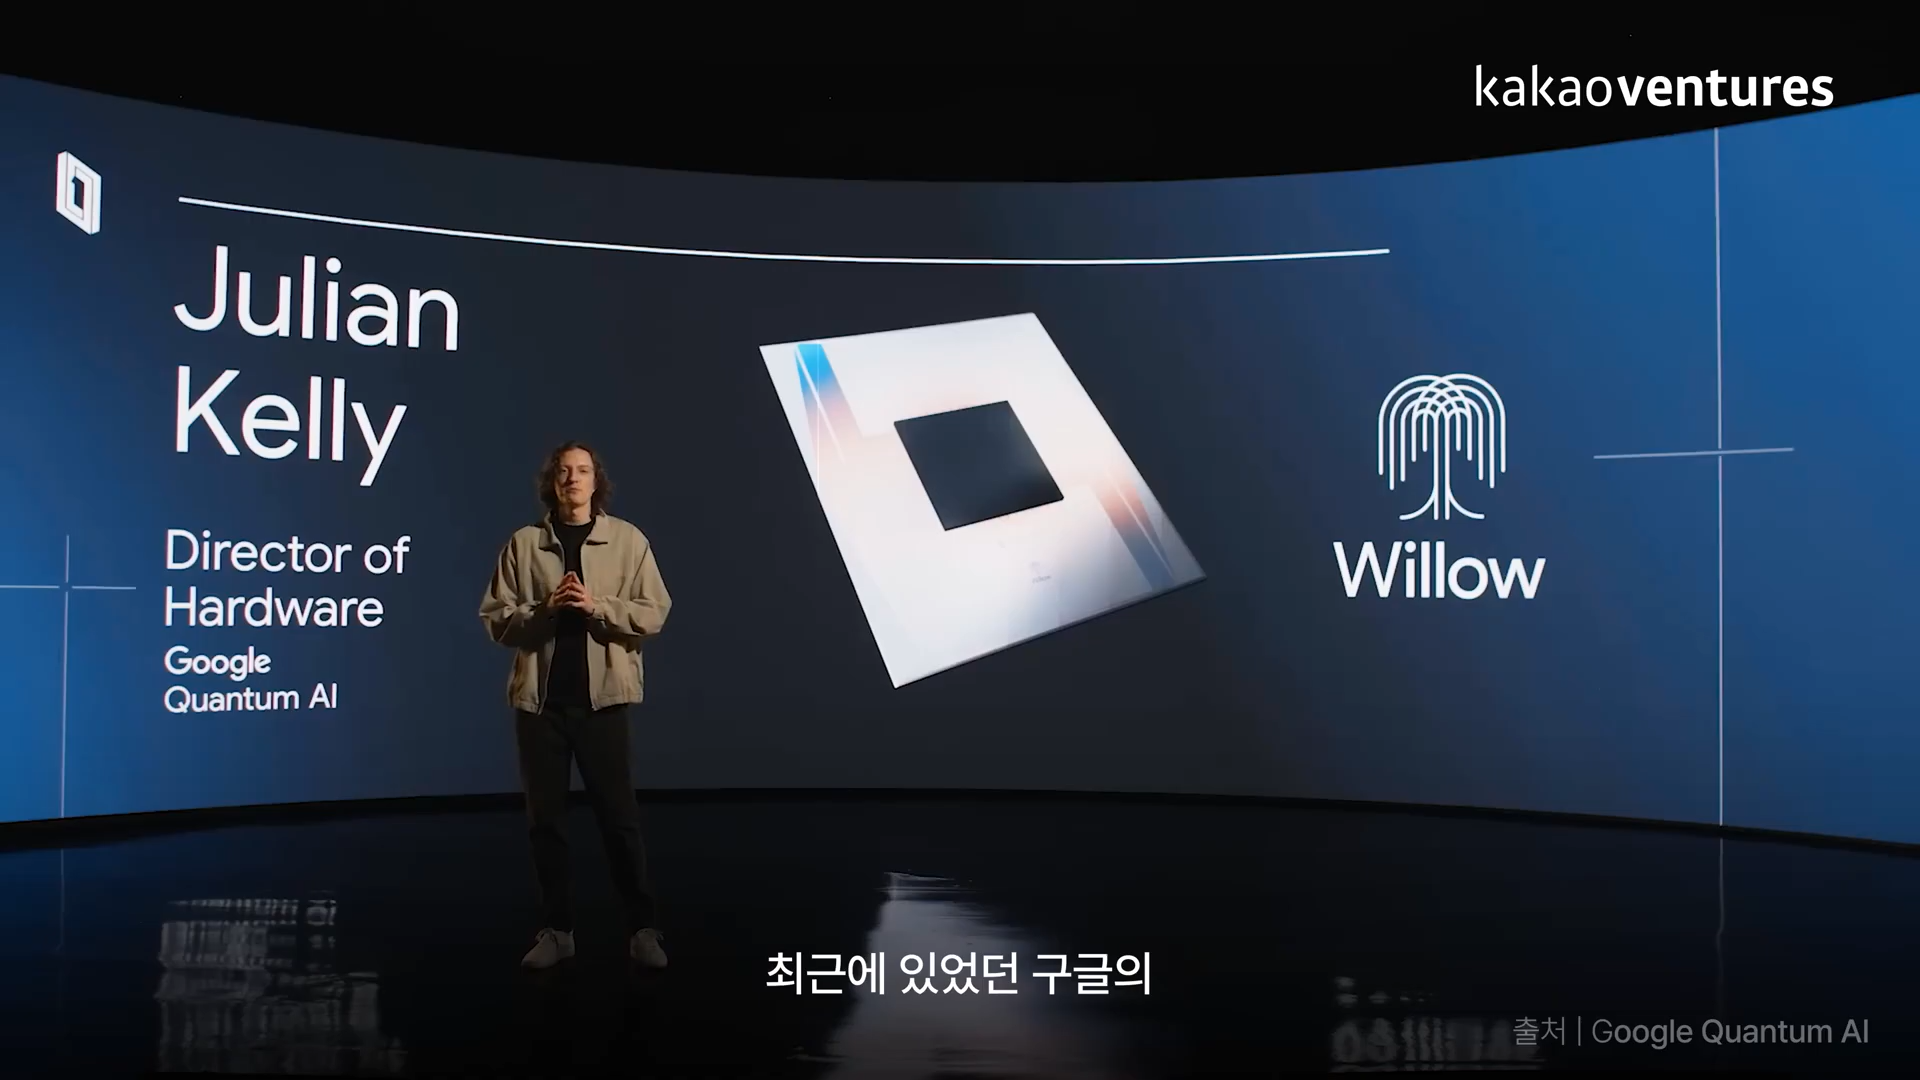 kakaoventures
Julian
Kelly
Director of
Hardware
Google
Quantum AI
Willow
최근에 있었던 구글의
출처 | Google Quantum AI